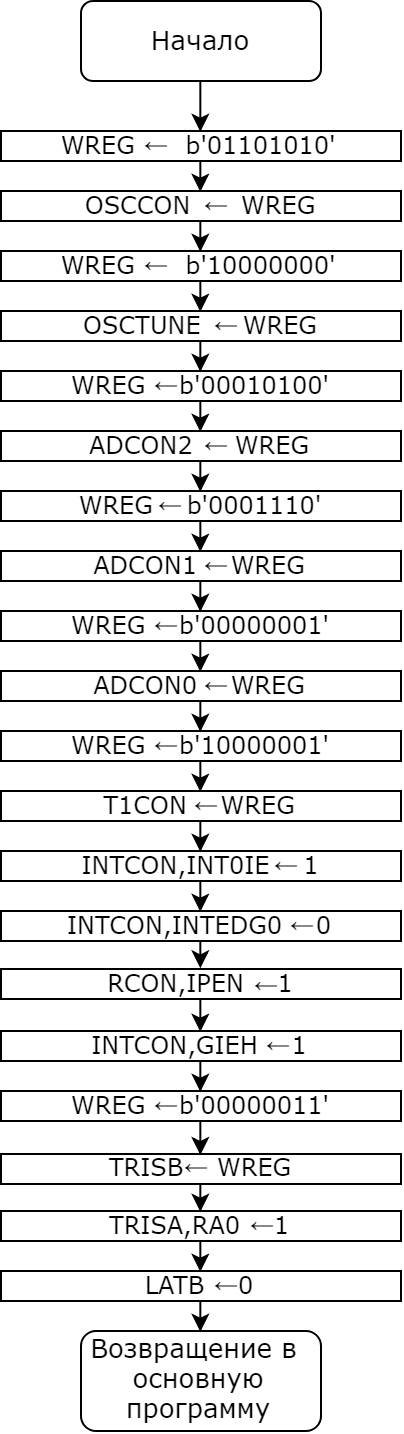 Начало
WREG ← b'01101010'
OSCCON ← WREG
WREG ← b'10000000'
OSCTUNE ←WREG
WREG ←b'00010100'
ADCON2 ← WREG
WREG←b'0001110'
ADCON1←WREG
WREG ←b'00000001'
ADCON0←WREG
WREG ←b'10000001'
T1CON←WREG
INTCON,INT0IE← 1
INTCON,INTEDG0 ←0
RCON,IPEN ←1
INTCON,GIEH ←1
WREG ←b'00000011'
TRISB← WREG
TRISA,RA0 ←1
LATB ←0
Возвращение в
основную
программу